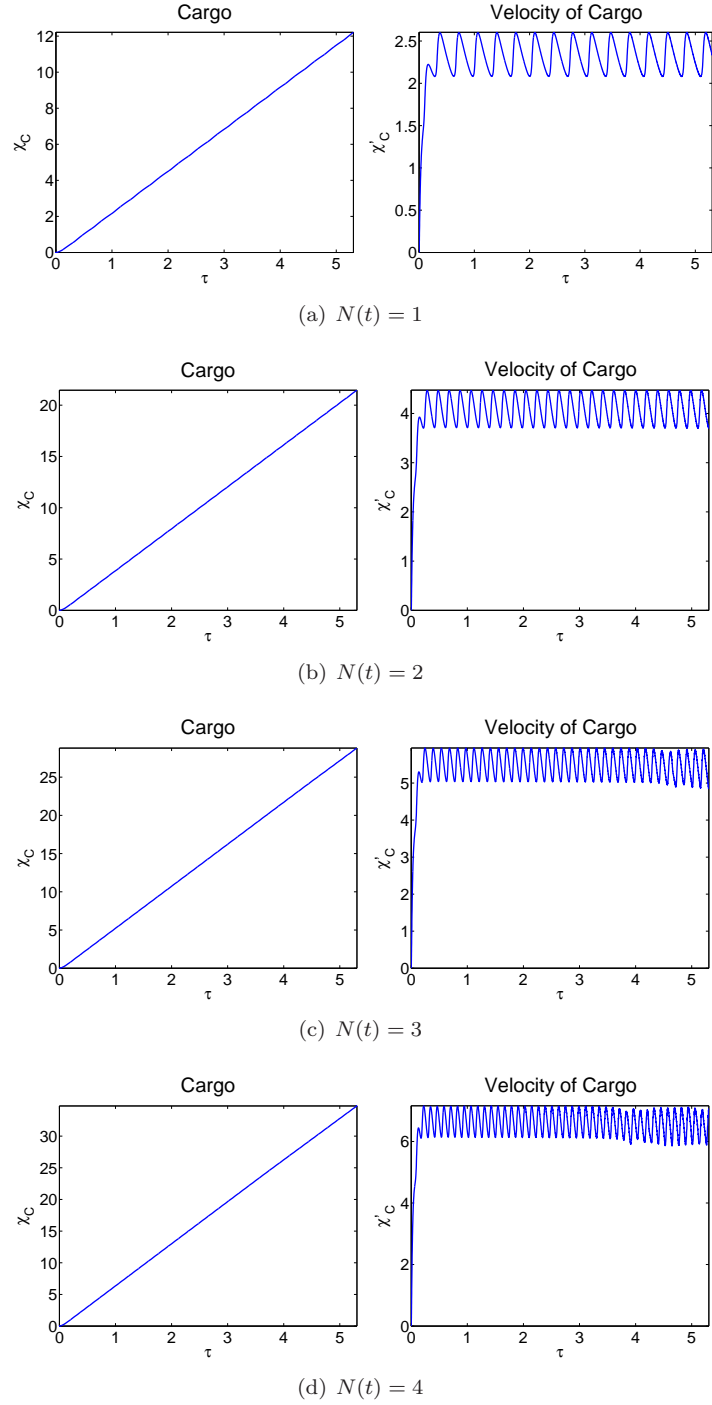 Cargo
Velocity of Cargo
12
10
8
6
4
2
0
χC
0 1 2 3 4 5
τ
2.5
2
1.5
1
0.5
0
χ'C
0 1 2 3 4 5
τ
(a) N(t) = 1
Cargo
Velocity of Cargo
20
15
10
5
0
χC
0 1 2 3 4 5
τ
4
3
2
1
0
χ'C
0 1 2 3 4 5
τ
(b) N(t) = 2
Cargo
Velocity of Cargo
25
20
15
10
5
0
χC
0 1 2 3 4 5
τ
5
4
3
2
1
0
χ'C
0 1 2 3 4 5
τ
(c) N(t) = 3
Cargo
Velocity of Cargo
30
25
20
15
10
5
0
χC
0 1 2 3 4 5
τ
6
4
2
0
χ'C
0 1 2 3 4 5
τ
(d) N(t) = 4